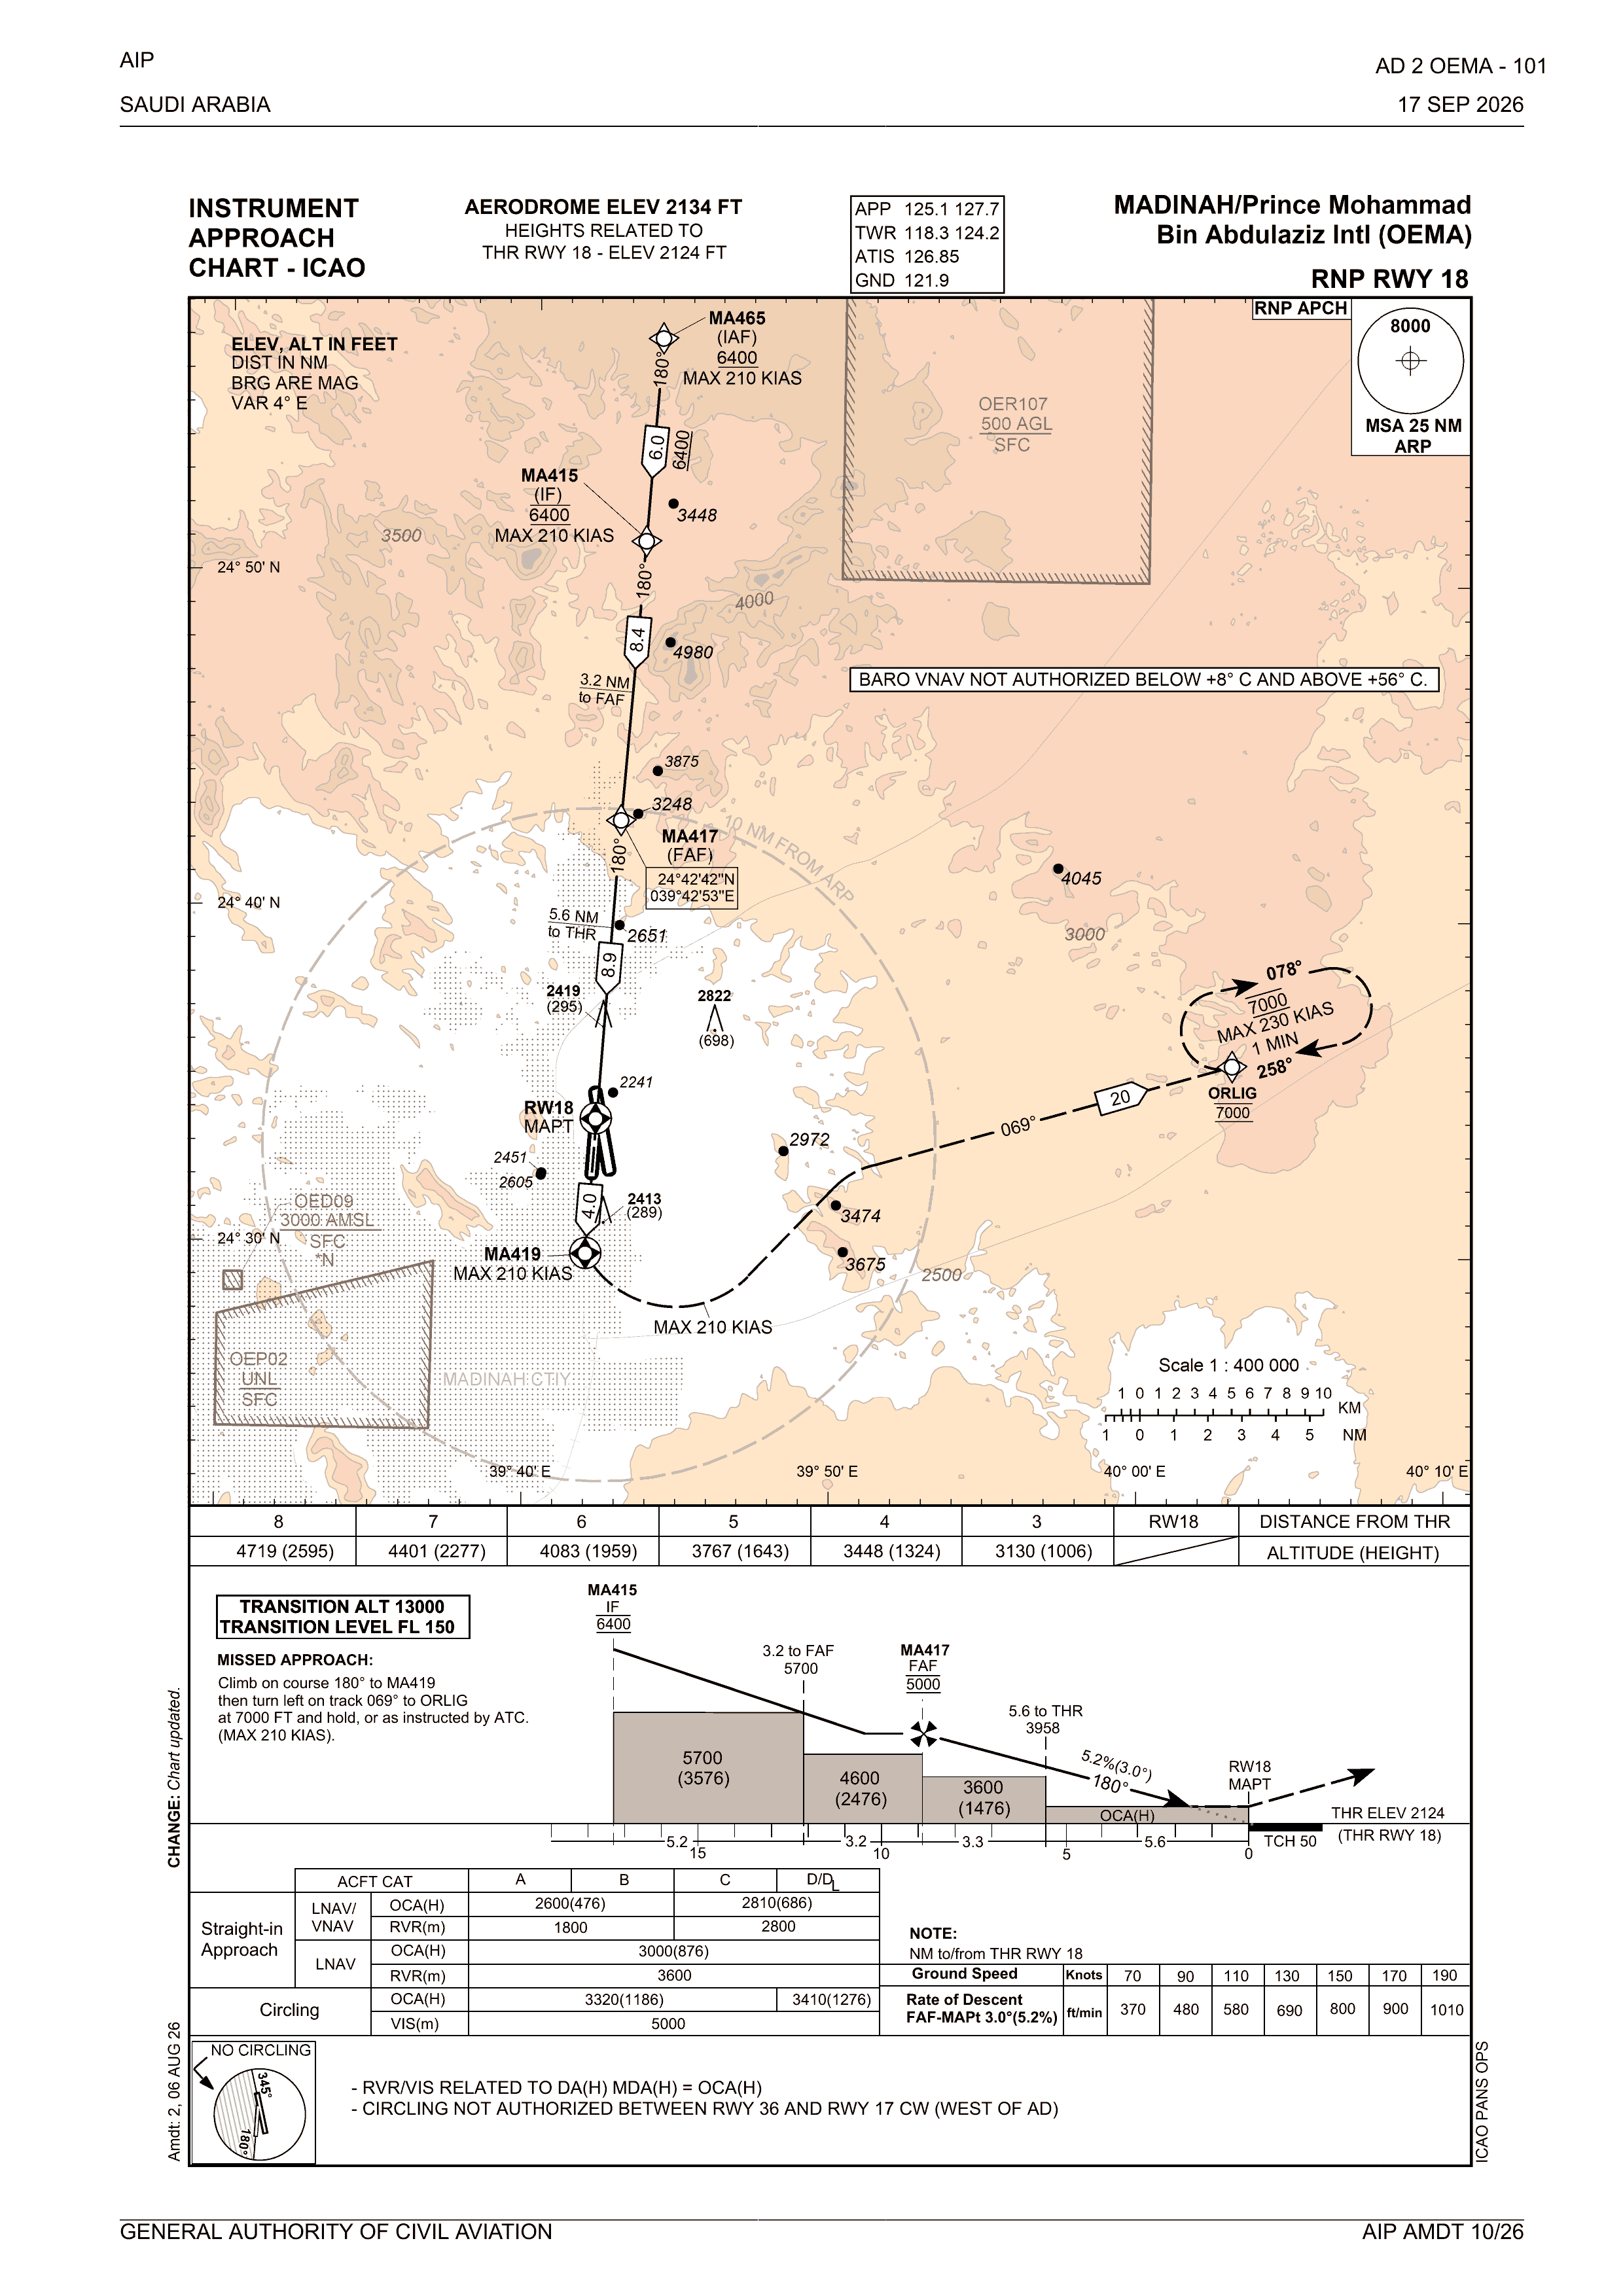 AIP
AD 2 OEMA - 101
SAUDI ARABIA
17 SEP 2026
INSTRUMENT
APPROACH
CHART - ICAO
AERODROME ELEV 2134 FT
HEIGHTS RELATED TO
THR RWY 18 - ELEV 2124 FT
APP 125.1 127.7
TWR 118.3 124.2
ATIS 126.85
GND 121.9
MADINAH/Prince Mohammad
Bin Abdulaziz Intl (OEMA)
RNP RWY 18
ELEV, ALT IN FEET
DIST IN NM
BRG ARE MAG
VAR 4° E
MA465
(IAF)
6400
MAX 210 KIAS
180°
6.0
6400
RNP APCH
8000
MSA 25 NM
ARP
OER107
500 AGL
SFC
MA415
(IF)
6400
MAX 210 KIAS
3448
3500
24° 50' N
180°
4000
8.4
4980
3.2 NM
to FAF
BARO VNAV NOT AUTHORIZED BELOW +8° C AND ABOVE +56° C.
3875
3248
10 NM FROM ARP
MA417
(FAF)
180°
24°42'42"N
039°42'53"E
4045
24° 40' N
5.6 NM
to THR
2651
3000
8.9
2419
(295)
2822
(698)
078°
7000
MAX 230 KIAS
1 MIN
258°
ORLIG
7000
20
069°
2241
RW18
MAPT
2972
2451
2605
4.0
2413
(289)
3474
OED09
3000 AMSL
SFC
*N
24° 30' N
MA419
MAX 210 KIAS
3675
2500
MAX 210 KIAS
OEP02
UNL
SFC
MADINAH CTIY
Scale 1 : 400 000
1 0 1 2 3 4 5 6 7 8 9 10
KM
1 0 1 2 3 4 5 NM
39° 40' E
39° 50' E
40° 00' E
40° 10' E
8 7 6 5 4 3 RW18 DISTANCE FROM THR
4719 (2595) 4401 (2277) 4083 (1959) 3767 (1643) 3448 (1324) 3130 (1006) ALTITUDE (HEIGHT)
TRANSITION ALT 13000
TRANSITION LEVEL FL 150
MISSED APPROACH:
Climb on course 180° to MA419
then turn left on track 069° to ORLIG
at 7000 FT and hold, or as instructed by ATC.
(MAX 210 KIAS).
MA415
IF
6400
3.2 to FAF
5700
MA417
FAF
5000
5.6 to THR
3958
5.2%(3.0°)
180°
RW18
MAPT
5700
(3576)
4600
(2476)
3600
(1476)
OCA(H)
THR ELEV 2124
(THR RWY 18)
TCH 50
5.2 3.2 3.3 5.6
15 10 5 0
CHANGE: Chart updated.
ACFT CAT A B C D/DL
Straight-in
Approach
LNAV/
VNAV
OCA(H) 2600(476) 2810(686)
RVR(m) 1800 2800
LNAV
OCA(H) 3000(876)
RVR(m) 3600
Circling
OCA(H) 3320(1186) 3410(1276)
VIS(m) 5000
NOTE:
NM to/from THR RWY 18
Ground Speed Knots 70 90 110 130 150 170 190
Rate of Descent
FAF-MAPt 3.0°(5.2%) ft/min 370 480 580 690 800 900 1010
NO CIRCLING
345°
180°
- RVR/VIS RELATED TO DA(H) MDA(H) = OCA(H)
- CIRCLING NOT AUTHORIZED BETWEEN RWY 36 AND RWY 17 CW (WEST OF AD)
Amdt: 2, 06 AUG 26
ICAO PANS OPS
GENERAL AUTHORITY OF CIVIL AVIATION
AIP AMDT 10/26